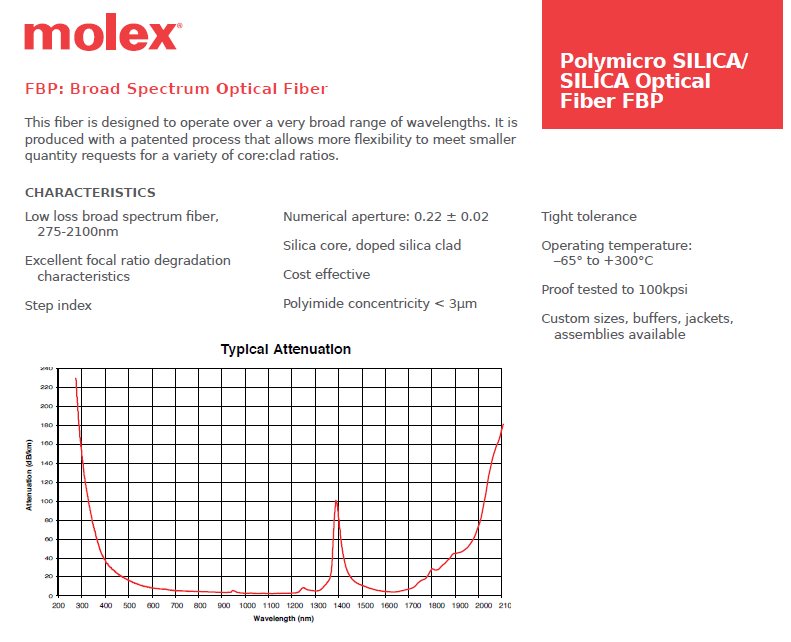 molex®
Polymicro SILICA/
SILICA Optical
Fiber FBP
FBP: Broad Spectrum Optical Fiber
This fiber is designed to operate over a very broad range of wavelengths. It is
produced with a patented process that allows more flexibility to meet smaller
quantity requests for a variety of core:clad ratios.
CHARACTERISTICS
Low loss broad spectrum fiber,
275-2100nm
Excellent focal ratio degradation
characteristics
Step index
Numerical aperture: 0.22 ± 0.02
Silica core, doped silica clad
Cost effective
Polyimide concentricity < 3µm
Tight tolerance
Operating temperature:
–65° to +300°C
Proof tested to 100kpsi
Custom sizes, buffers, jackets,
assemblies available
Typical Attenuation
Attenuation (dB/km)
240
220
200
180
160
140
120
100
80
60
40
20
0
200 300 400 500 600 700 800 900 1000 1100 1200 1300 1400 1500 1600 1700 1800 1900 2000 210
Wavelength (nm)